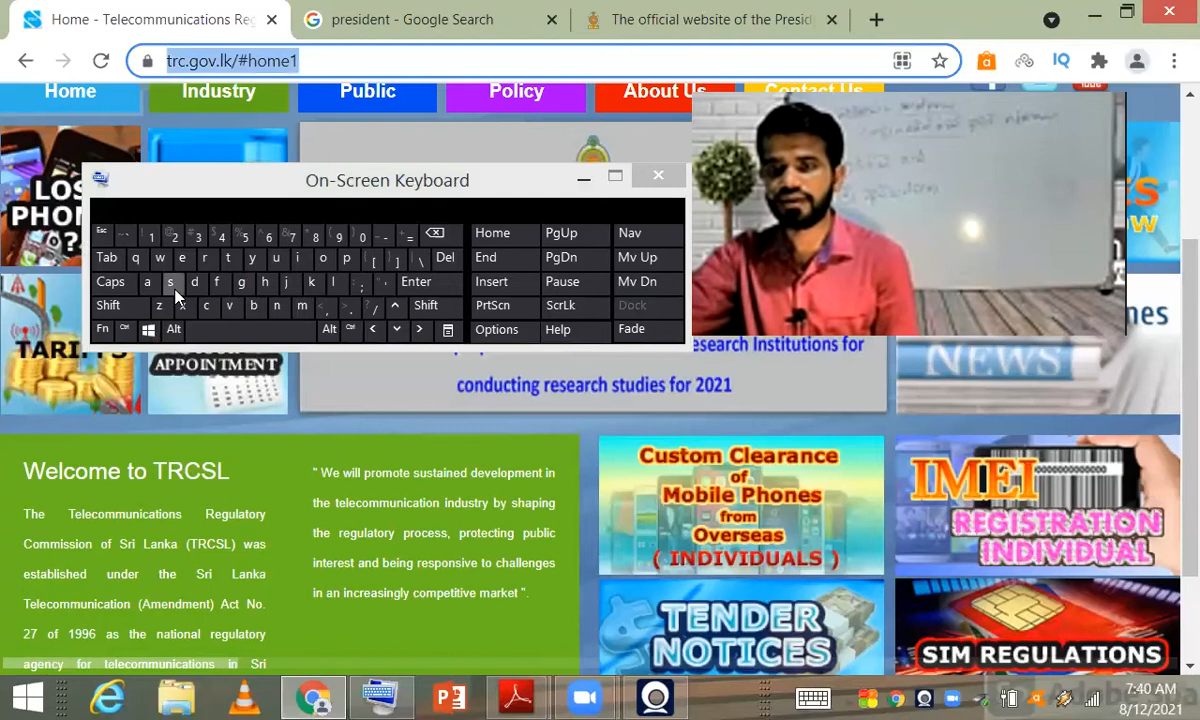 Home - Telecommunications Reg
president - Google Search
The official website of the Presid
trc.gov.lk/#home1
IQ
Home
Industry
Public
Policy
About Us
Contact Us
LOS
PHON
??
On-Screen Keyboard
Esc ~ ` ! 1 @ 2 # 3 $ 4 % 5 ^ 6 & 7 * 8 ( 9 ) 0 _ - + =
Home PgUp Nav
Tab q w e r t y u i o p { [ } ] | \ Del
End PgDn Mv Up
Caps a s d f g h j k l : ; " ' Enter
Insert Pause Mv Dn
Shift z x c v b n m < , > . ? / Shift
PrtScn ScrLk Dock
Fn Ctrl Alt Alt Ctrl
Options Help Fade
TARIFFS
APPOINTMENT
esearch Institutions for
conducting research studies for 2021
ES
W
nes
NEWS
Welcome to TRCSL
The Telecommunications Regulatory
Commission of Sri Lanka (TRCSL) was
established under the Sri Lanka
Telecommunication (Amendment) Act No.
27 of 1996 as the national regulatory
agency for telecommunications in Sri
" We will promote sustained development in
the telecommunication industry by shaping
the regulatory process, protecting public
interest and being responsive to challenges
in an increasingly competitive market ".
Custom Clearance
of
Mobile Phones
from
Overseas
( INDIVIDUALS )
IMEI
REGISTRATION
INDIVIDUAL
TENDER
NOTICES
SIM REGULATIONS
7:40 AM
8/12/2021